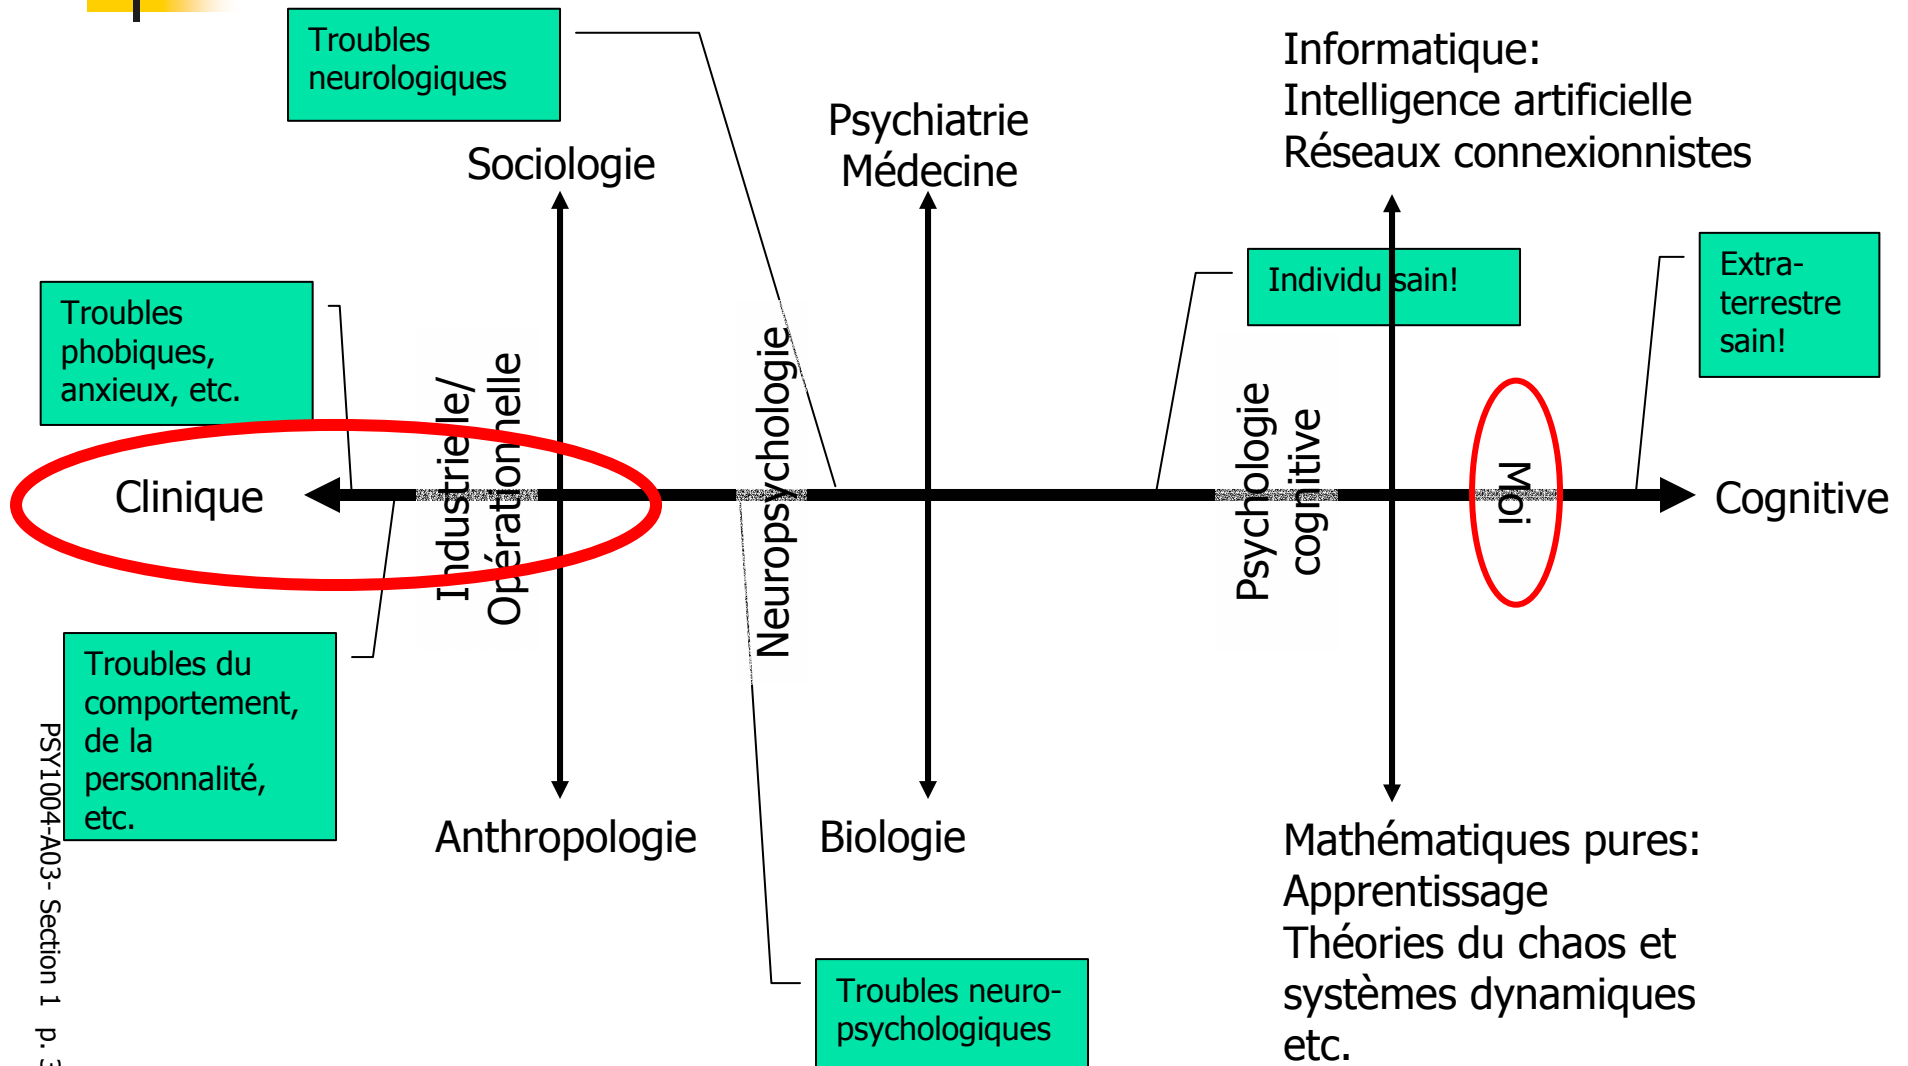 Troubles
neurologiques
Sociologie
Psychiatrie
Médecine
Informatique:
Intelligence artificielle
Réseaux connexionnistes
Troubles
phobiques,
anxieux, etc.
Individu sain!
Extra-
terrestre
sain!
Clinique
Industrielle/
Opérationnelle
Neuropsychologie
Psychologie
cognitive
Moi
Cognitive
Troubles du
comportement,
de la
personnalité,
etc.
Anthropologie
Biologie
Mathématiques pures:
Apprentissage
Théories du chaos et
systèmes dynamiques
etc.
Troubles neuro-
psychologiques
PSY1004-A03- Section 1 p.